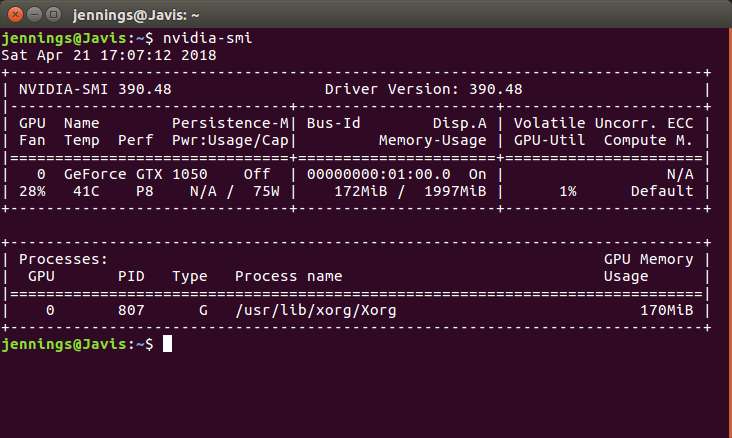 jennings@Javis: ~
jennings@Javis:~$ nvidia-smi
Sat Apr 21 17:07:12 2018
+-----------------------------------------------------------------------------+
| NVIDIA-SMI 390.48                 Driver Version: 390.48                    |
|-------------------------------+----------------------+----------------------+
| GPU  Name        Persistence-M| Bus-Id        Disp.A | Volatile Uncorr. ECC |
| Fan  Temp  Perf  Pwr:Usage/Cap|         Memory-Usage | GPU-Util  Compute M. |
|===============================+======================+======================|
|   0  GeForce GTX 1050    Off  | 00000000:01:00.0  On |                  N/A |
| 28%   41C    P8    N/A /  75W |    172MiB /  1997MiB |      1%      Default |
+-------------------------------+----------------------+----------------------+
+-----------------------------------------------------------------------------+
| Processes:                                                       GPU Memory |
|  GPU       PID   Type   Process name                             Usage      |
|=============================================================================|
|    0       807      G   /usr/lib/xorg/Xorg                           170MiB |
+-----------------------------------------------------------------------------+
jennings@Javis:~$